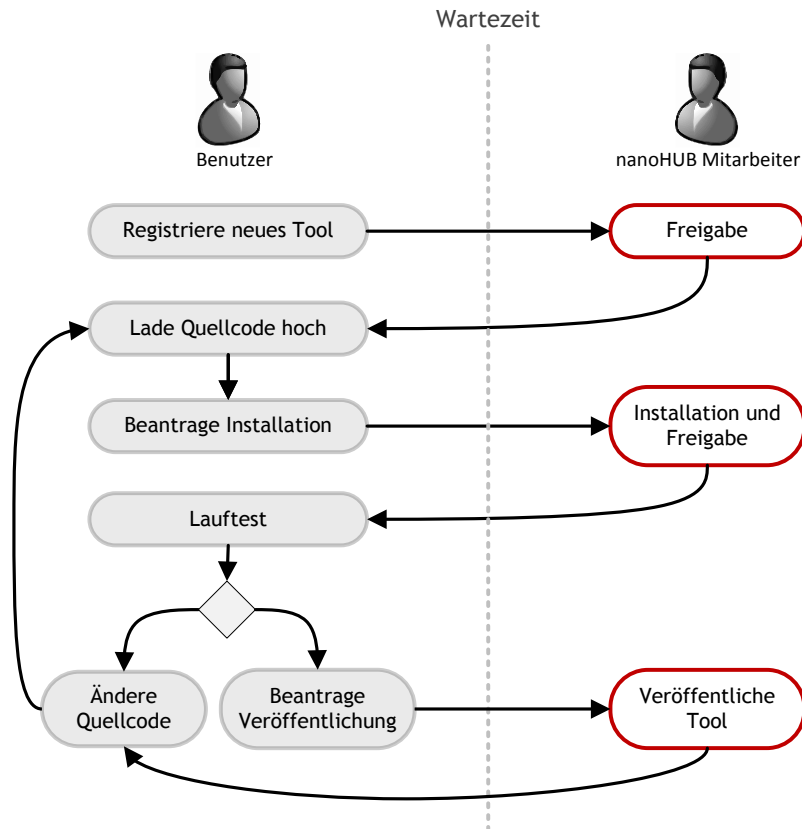 Wartezeit
Benutzer
nanoHUB Mitarbeiter
Registriere neues Tool
Freigabe
Lade Quellcode hoch
Beantrage Installation
Installation und
Freigabe
Lauftest
Ändere
Quellcode
Beantrage
Veröffentlichung
Veröffentliche
Tool